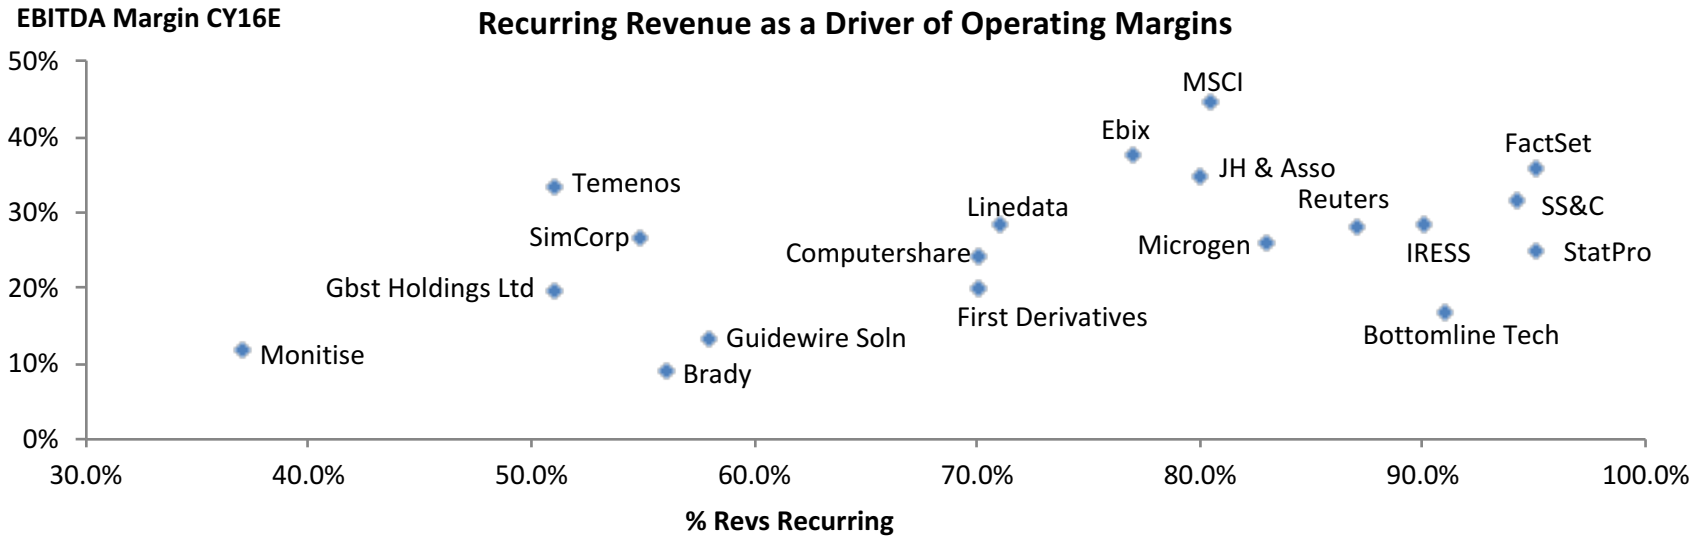 EBITDA Margin CY16E
Recurring Revenue as a Driver of Operating Margins
50%
MSCI
Ebix
40%
FactSet
JH & Asso
Temenos
Reuters
30%
Linedata
SS&C
SimCorp
Computershare
Microgen
IRESS
StatPro
20%
Gbst Holdings Ltd
First Derivatives
Guidewire Soln
Bottomline Tech
Monitise
10%
Brady
0%
30.0%
40.0%
50.0%
60.0%
70.0%
80.0%
90.0%
100.0%
% Revs Recurring